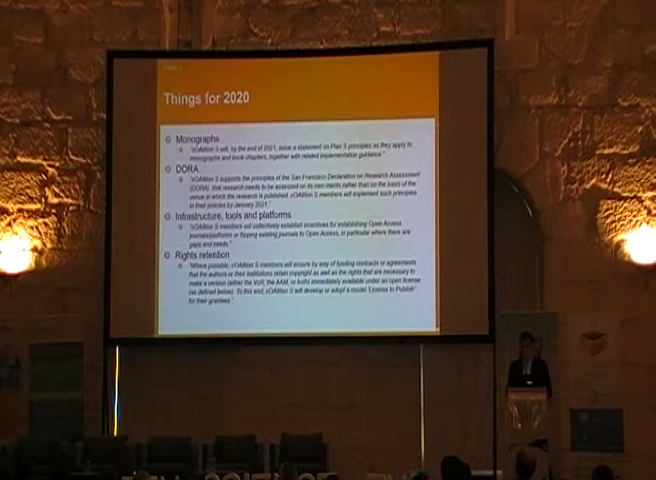 Things for 2020
Monographs
"cOAlition S will, by the end of 2021, issue a statement on Plan S principles as they apply to
monographs and book chapters, together with related implementation guidance."
DORA
"cOAlition S supports the principles of the San Francisco Declaration on Research Assessment
(DORA) that research needs to be assessed on its own merits rather than on the basis of the
venue in which the research is published. cOAlition S members will implement such principles
in their policies by January 2021."
Infrastructure, tools and platforms
"cOAlition S members will collectively establish incentives for establishing Open Access
journals/platforms or flipping existing journals to Open Access, in particular where there are
gaps and needs."
Rights retention
"Where possible, cOAlition S members will ensure by way of funding contracts or agreements
that the authors or their institutions retain copyright as well as the rights that are necessary to
make a version (either the VoR, the AAM, or both) immediately available under an open license
(as defined below). To this end, cOAlition S will develop or adopt a model 'License to Publish'
for their grantees."